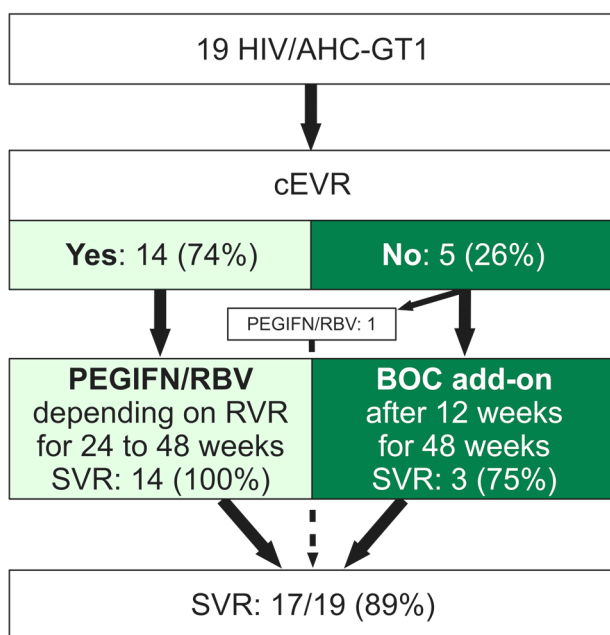 19 HIV/AHC-GT1
cEVR
Yes: 14 (74%)
No: 5 (26%)
PEGIFN/RBV: 1
PEGIFN/RBV
depending on RVR
for 24 to 48 weeks
SVR: 14 (100%)
BOC add-on
after 12 weeks
for 48 weeks
SVR: 3 (75%)
SVR: 17/19 (89%)